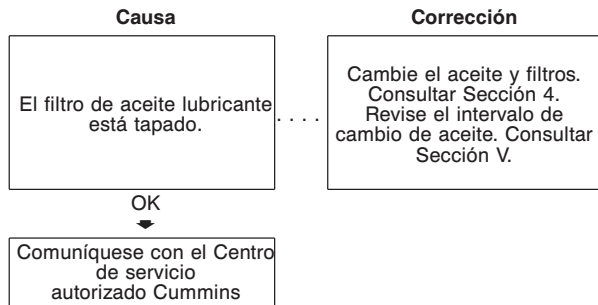 Causa
Corrección
El filtro de aceite lubricante
está tapado.
. . . .
Cambie el aceite y filtros.
Consultar Sección 4.
Revise el intervalo de
cambio de aceite. Consultar
Sección V.
OK
Comuníquese con el Centro
de servicio
autorizado Cummins